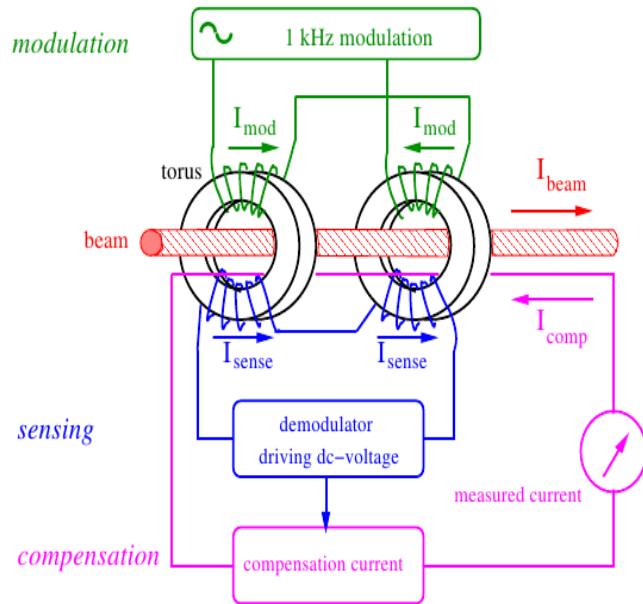 modulation
1 kHz modulation
I_mod
I_mod
torus
I_beam
beam
I_comp
I_sense
I_sense
sensing
demodulator
driving dc−voltage
measured current
compensation
compensation current